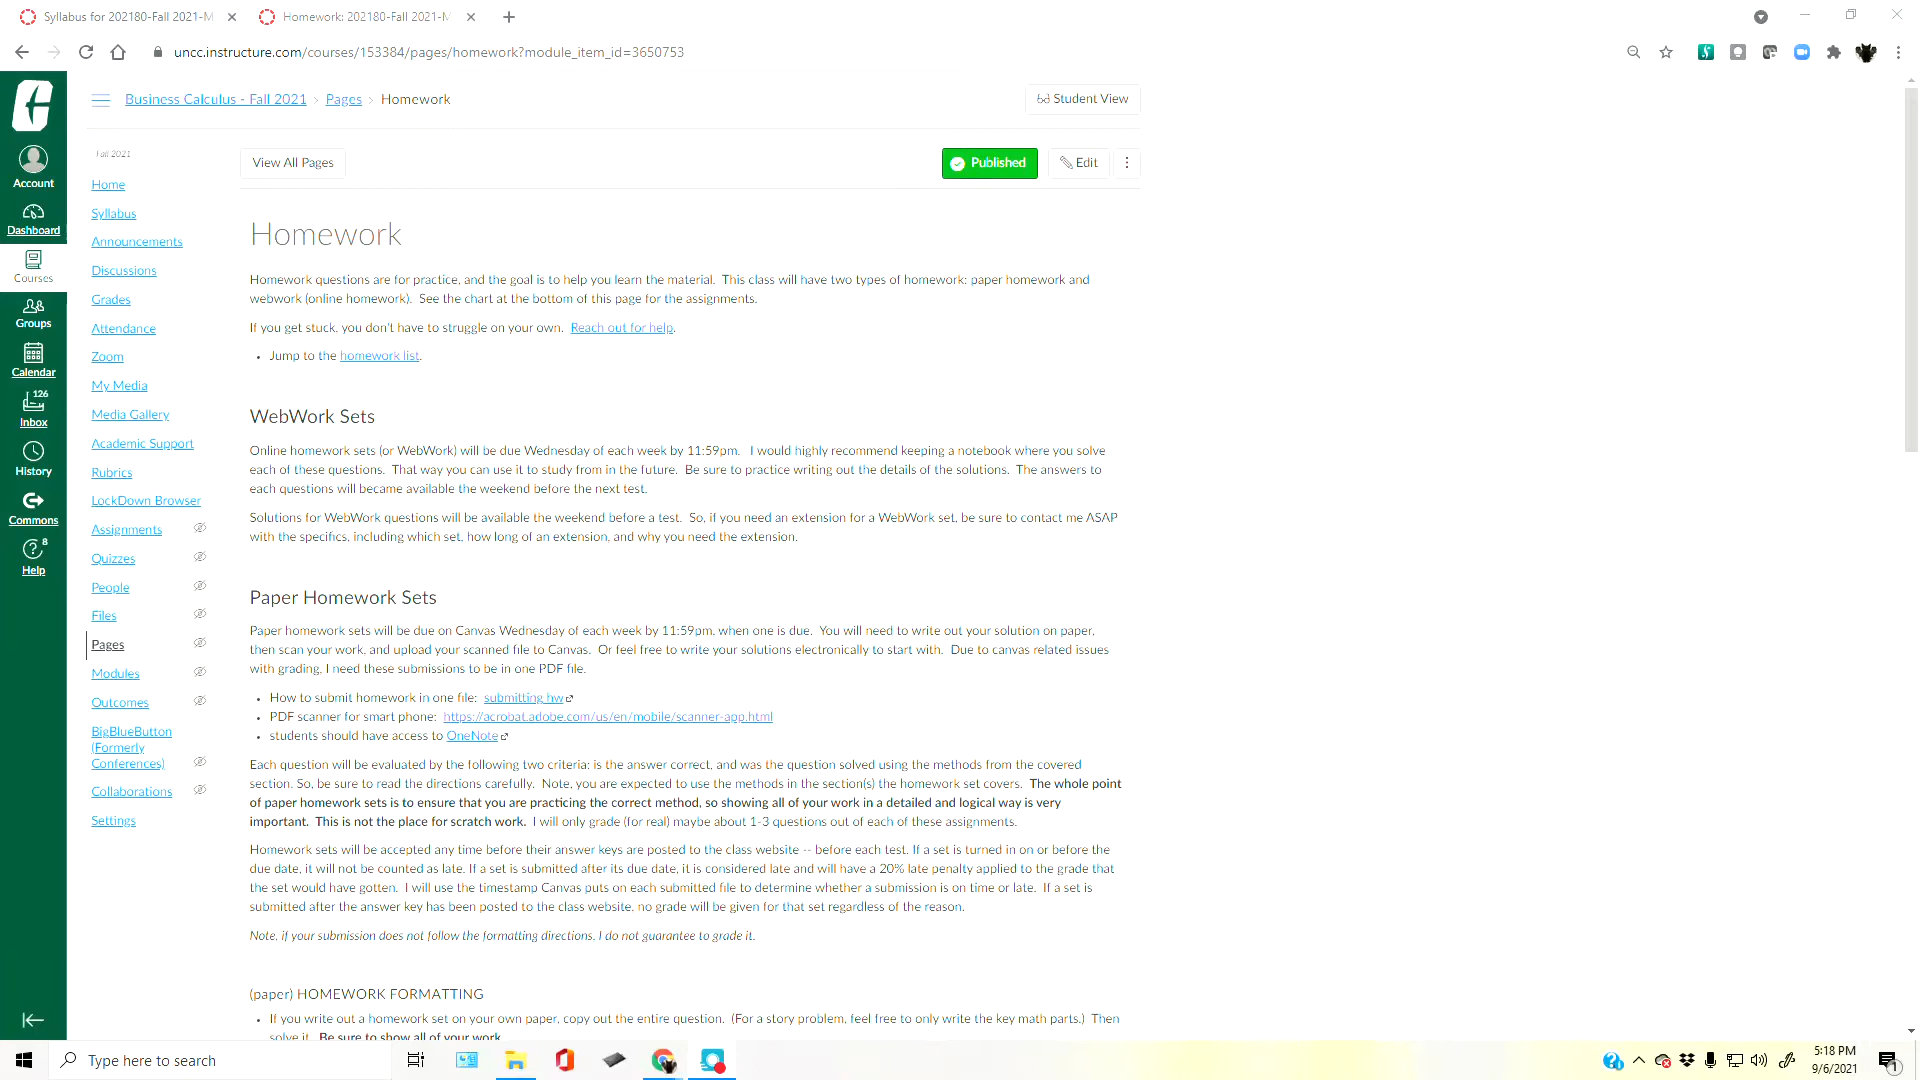 Syllabus for 202180-Fall 2021-M
Homework: 202180-Fall 2021-M
uncc.instructure.com/courses/153384/pages/homework?module_item_id=3650753
Business Calculus - Fall 2021 › Pages › Homework
Student View
Fall 2021
View All Pages
Published
Edit
Account
Dashboard
Courses
Groups
Calendar
126
Inbox
History
Commons
8
Help
Home
Syllabus
Announcements
Discussions
Grades
Attendance
Zoom
My Media
Media Gallery
Academic Support
Rubrics
LockDown Browser
Assignments
Quizzes
People
Files
Pages
Modules
Outcomes
BigBlueButton
(Formerly
Conferences)
Collaborations
Settings
Homework
Homework questions are for practice, and the goal is to help you learn the material. This class will have two types of homework: paper homework and
webwork (online homework). See the chart at the bottom of this page for the assignments.
If you get stuck, you don't have to struggle on your own. Reach out for help.
• Jump to the homework list.
WebWork Sets
Online homework sets (or WebWork) will be due Wednesday of each week by 11:59pm. I would highly recommend keeping a notebook where you solve
each of these questions. That way you can use it to study from in the future. Be sure to practice writing out the details of the solutions. The answers to
each questions will became available the weekend before the next test.
Solutions for WebWork questions will be available the weekend before a test. So, if you need an extension for a WebWork set, be sure to contact me ASAP
with the specifics, including which set, how long of an extension, and why you need the extension.
Paper Homework Sets
Paper homework sets will be due on Canvas Wednesday of each week by 11:59pm, when one is due. You will need to write out your solution on paper,
then scan your work, and upload your scanned file to Canvas. Or feel free to write your solutions electronically to start with. Due to canvas related issues
with grading, I need these submissions to be in one PDF file.
• How to submit homework in one file: submitting hw
• PDF scanner for smart phone: https://acrobat.adobe.com/us/en/mobile/scanner-app.html
• students should have access to OneNote
Each question will be evaluated by the following two criteria: is the answer correct, and was the question solved using the methods from the covered
section. So, be sure to read the directions carefully. Note, you are expected to use the methods in the section(s) the homework set covers. The whole point
of paper homework sets is to ensure that you are practicing the correct method, so showing all of your work in a detailed and logical way is very
important. This is not the place for scratch work. I will only grade (for real) maybe about 1-3 questions out of each of these assignments.
Homework sets will be accepted any time before their answer keys are posted to the class website -- before each test. If a set is turned in on or before the
due date, it will not be counted as late. If a set is submitted after its due date, it is considered late and will have a 20% late penalty applied to the grade that
the set would have gotten. I will use the timestamp Canvas puts on each submitted file to determine whether a submission is on time or late. If a set is
submitted after the answer key has been posted to the class website, no grade will be given for that set regardless of the reason.
Note, if your submission does not follow the formatting directions, I do not guarantee to grade it.
(paper) HOMEWORK FORMATTING
• If you write out a homework set on your own paper, copy out the entire question. (For a story problem, feel free to only write the key math parts.) Then
solve it. Be sure to show all of your work
Type here to search
5:18 PM
9/6/2021
1